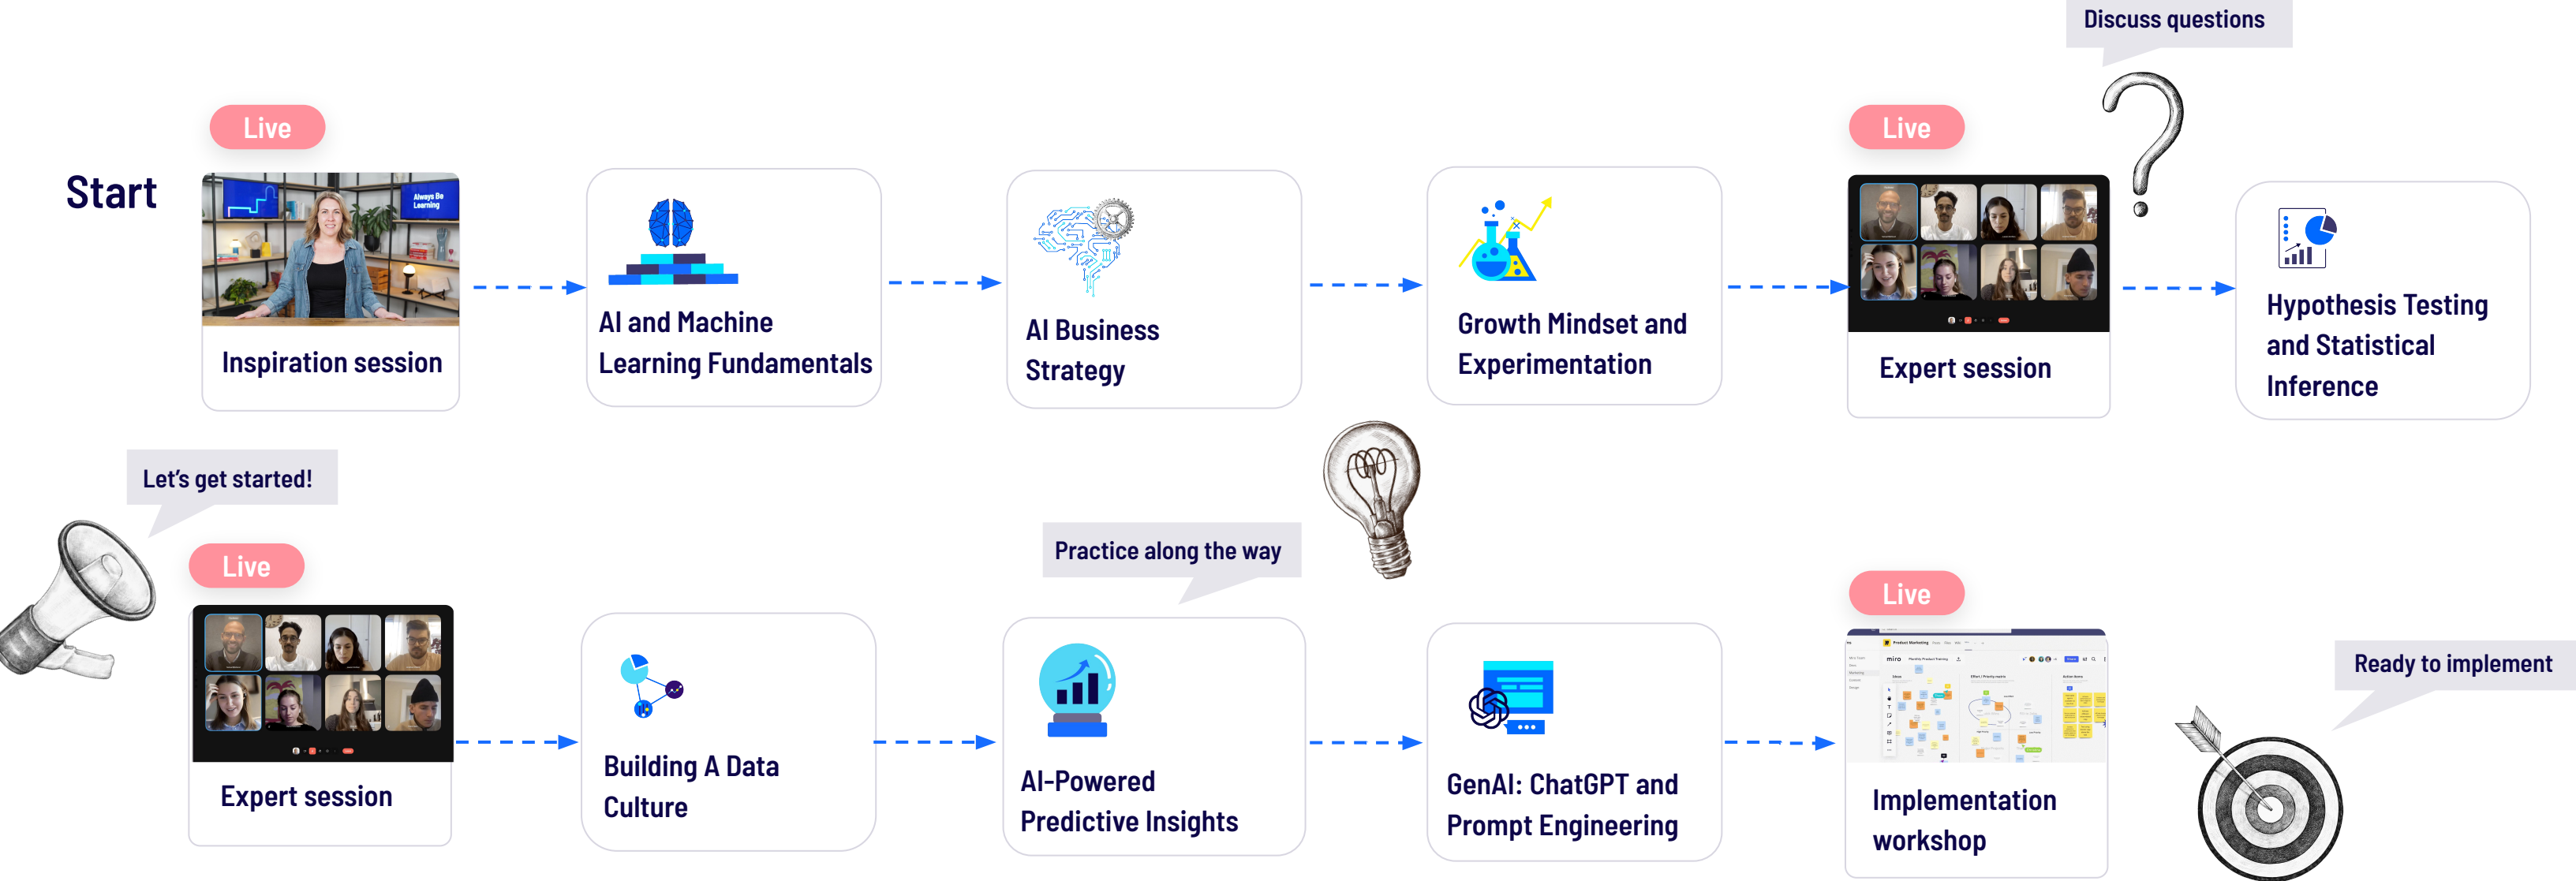 Discuss questions
Live
Live
Start
Always Be
Learning
Inspiration session
AI and Machine
Learning Fundamentals
AI Business
Strategy
Growth Mindset and
Experimentation
Expert session
Hypothesis Testing
and Statistical
Inference
Let’s get started!
Practice along the way
Live
Live
Expert session
Building A Data
Culture
AI-Powered
Predictive Insights
GenAI: ChatGPT and
Prompt Engineering
Product Marketing
miro
Implementation
workshop
Ready to implement